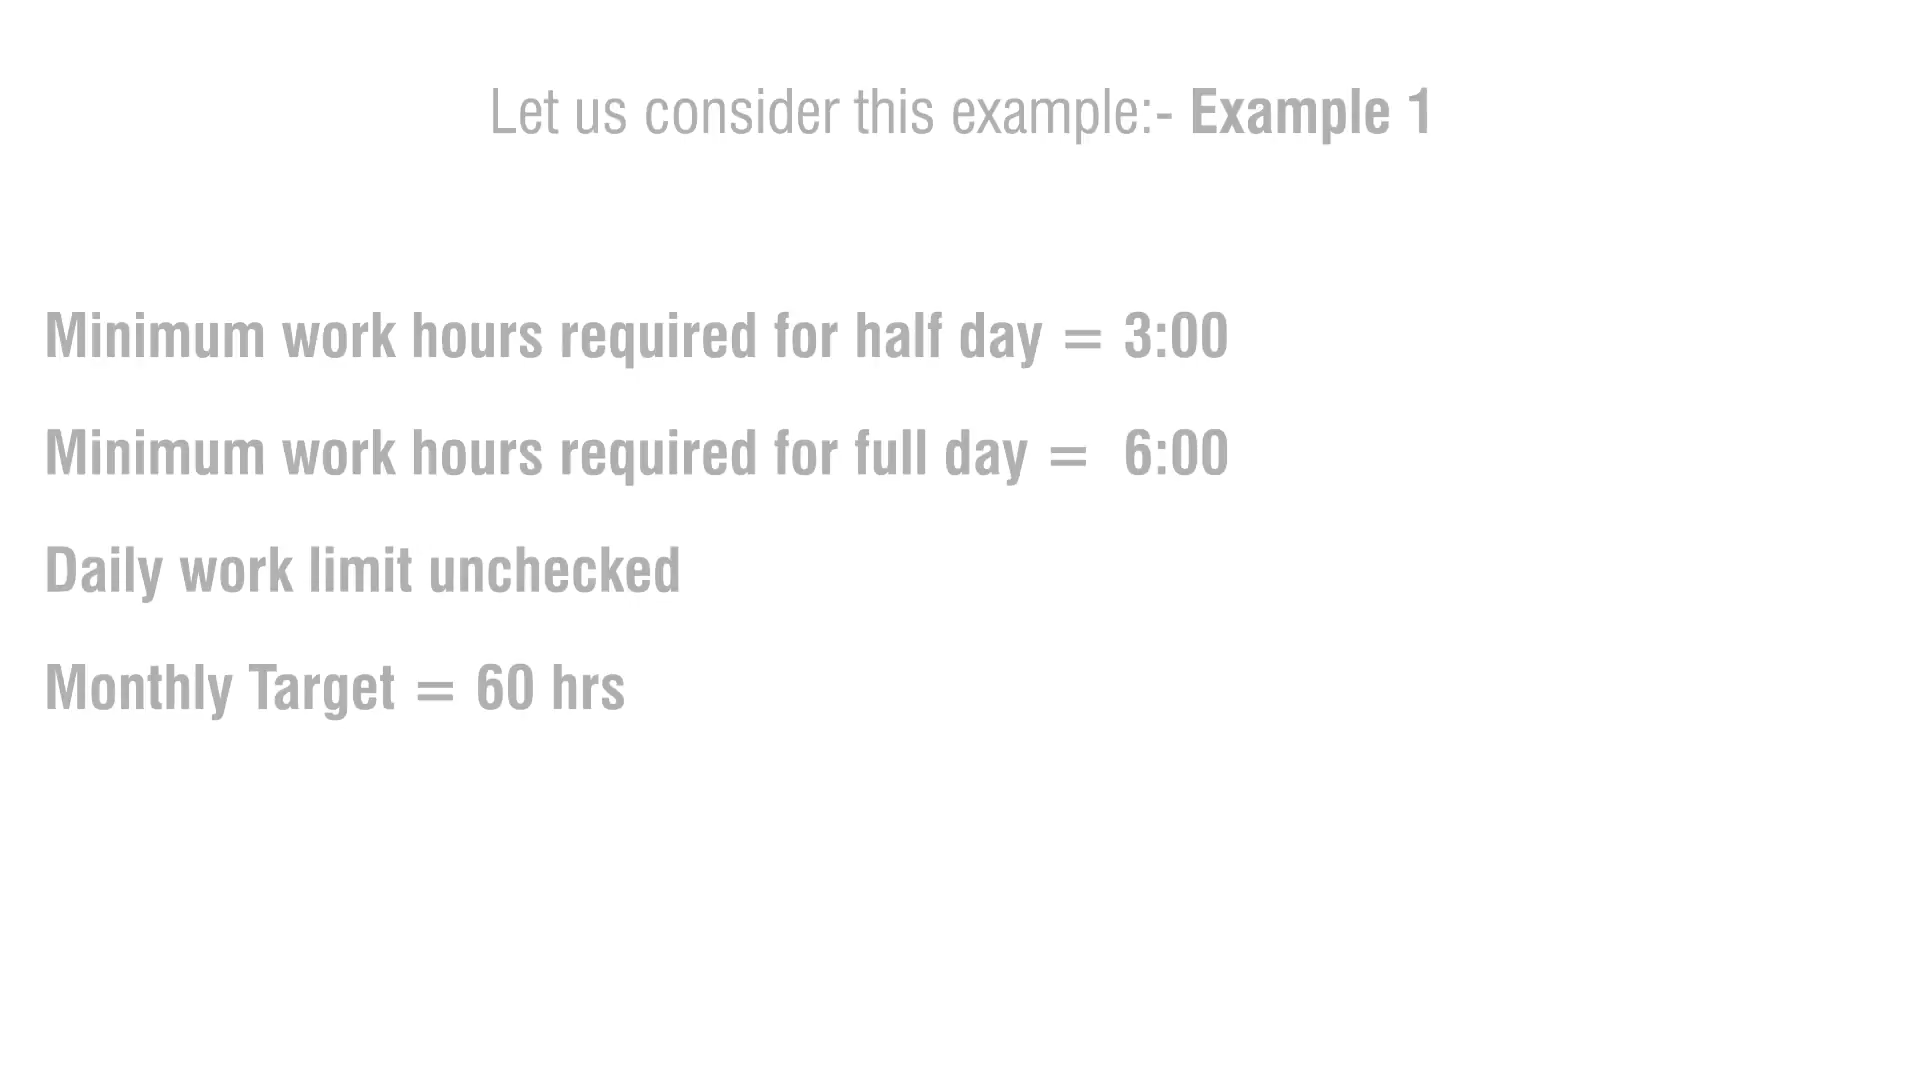 Let us consider this example:- Example 1
Minimum work hours required for half day = 3:00
Minimum work hours required for full day = 6:00
Daily work limit unchecked
Monthly Target = 60 hrs